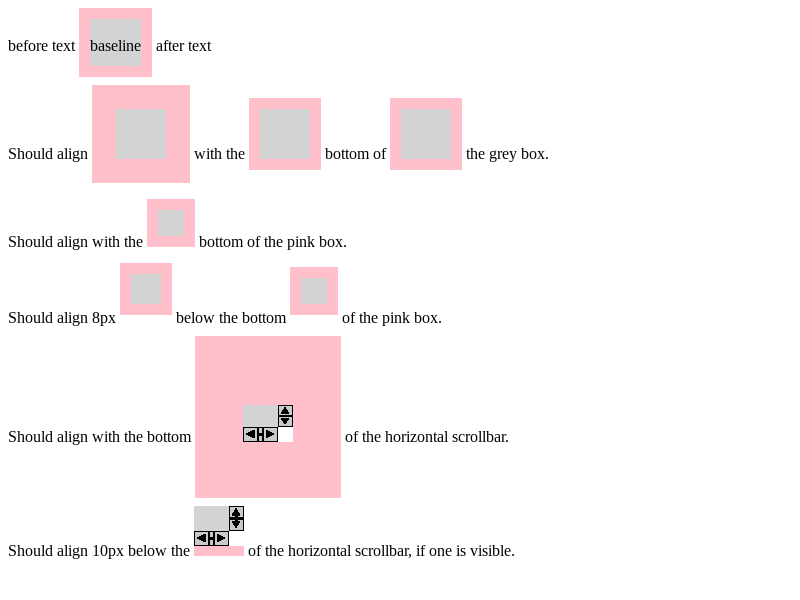 before text baseline after text
Should align with the bottom of the grey box.
Should align with the bottom of the pink box.
Should align 8px below the bottom of the pink box.
Should align with the bottom of the horizontal scrollbar.
Should align 10px below the of the horizontal scrollbar, if one is visible.